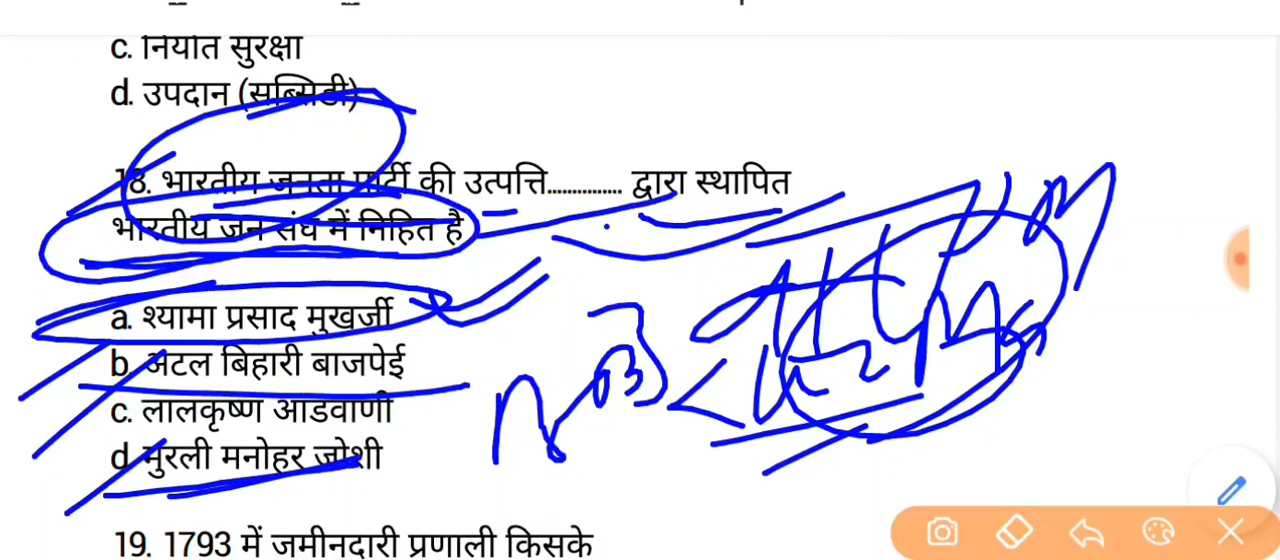 c. निर्यात सुरक्षा
d. उपदान (सब्सिडी)
18. भारतीय जनता पार्टी की उत्पत्ति............... द्वारा स्थापित
भारतीय जन संघ में निहित है
a. श्यामा प्रसाद मुखर्जी
b. अटल बिहारी बाजपेई
c. लालकृष्ण आडवाणी
d. मुरली मनोहर जोशी
19. 1793 में जमीनदारी प्रणाली किसके